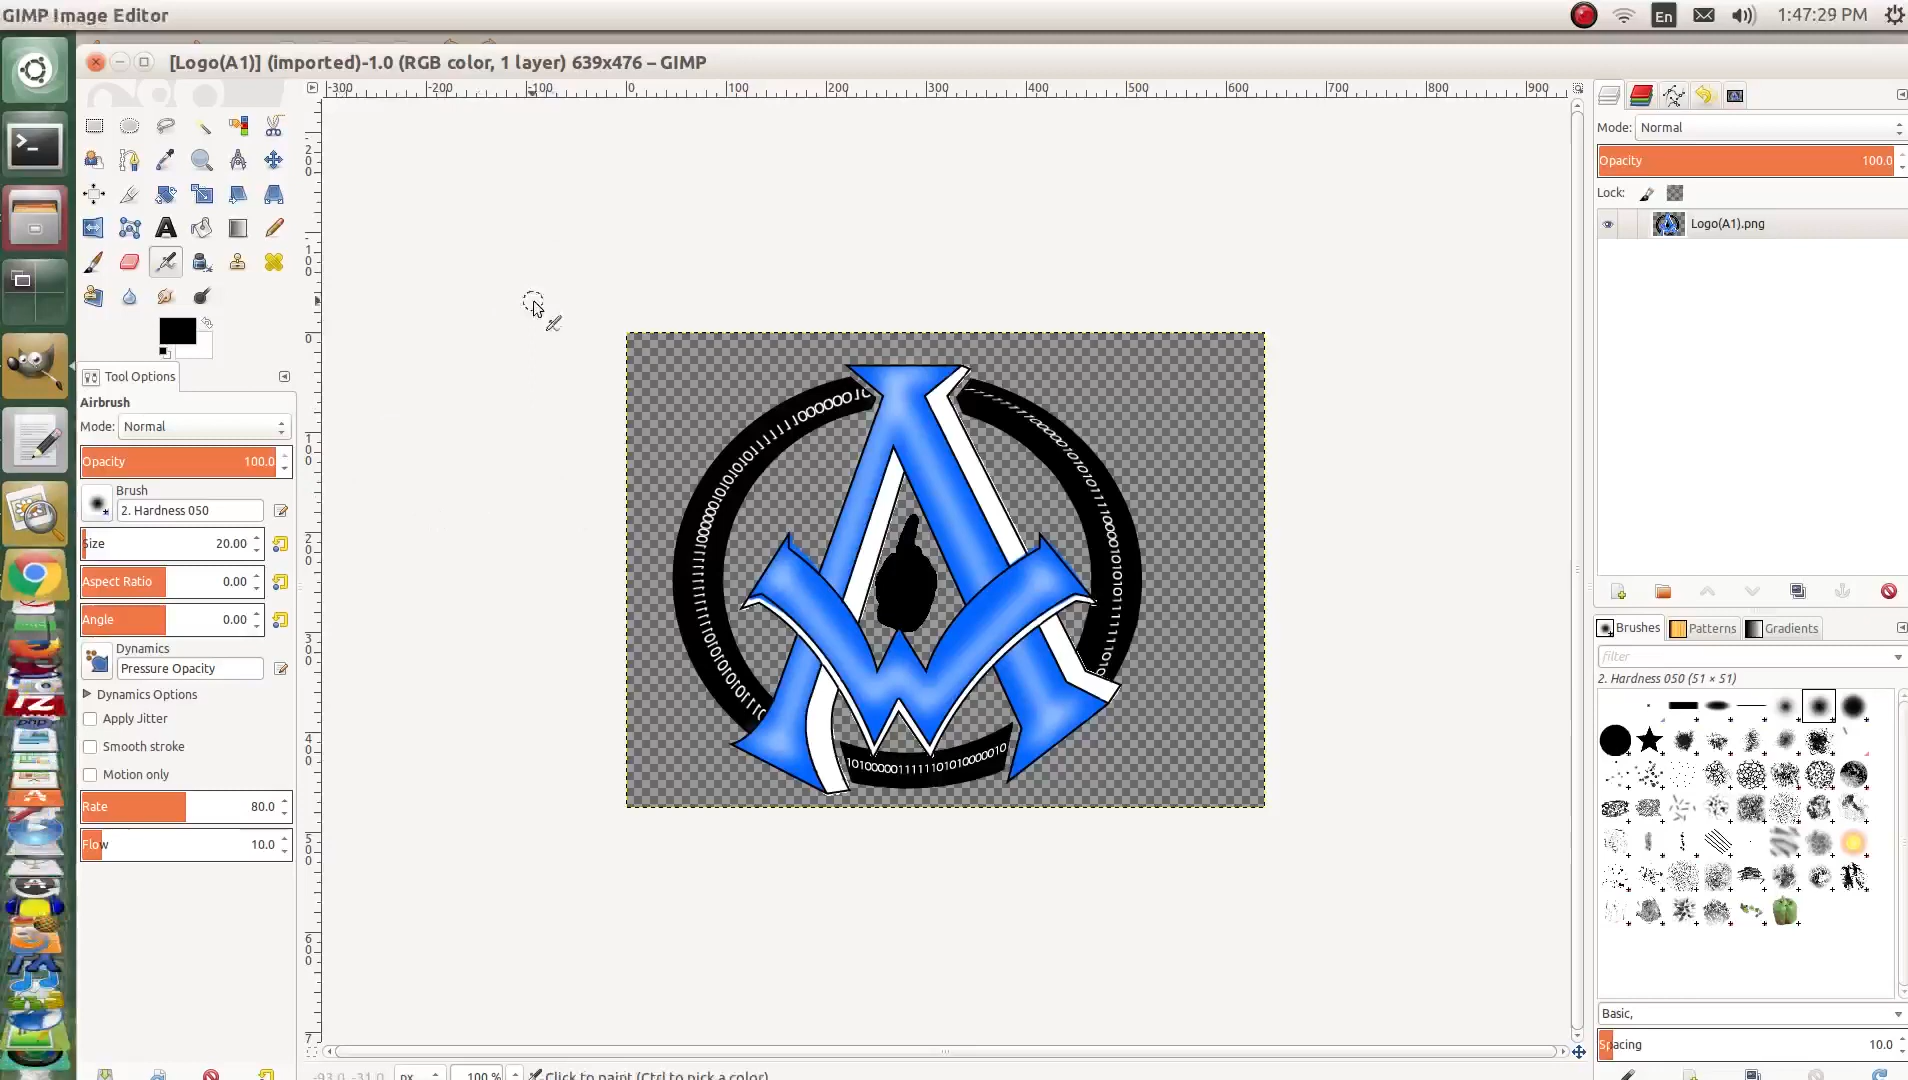 GIMP Image Editor
En
1:47:29 PM
[Logo(A1)] (imported)-1.0 (RGB color, 1 layer) 639x476 – GIMP
-300 -200 -100 0 100 200 300 400 500 600 700 800 900
Mode: Normal
Opacity 100.0
Lock:
Logo(A1).png
Tool Options
Airbrush
Mode: Normal
Opacity 100.0
Brush
2. Hardness 050
Size 20.00
Aspect Ratio 0.00
Angle 0.00
Dynamics
Pressure Opacity
Dynamics Options
Apply Jitter
Smooth stroke
Motion only
Rate 80.0
Flow 10.0
Brushes Patterns Gradients
filter
2. Hardness 050 (51 × 51)
Basic,
Spacing 10.0
-93.0, -31.0 px 100 % Click to paint (Ctrl to pick a color)